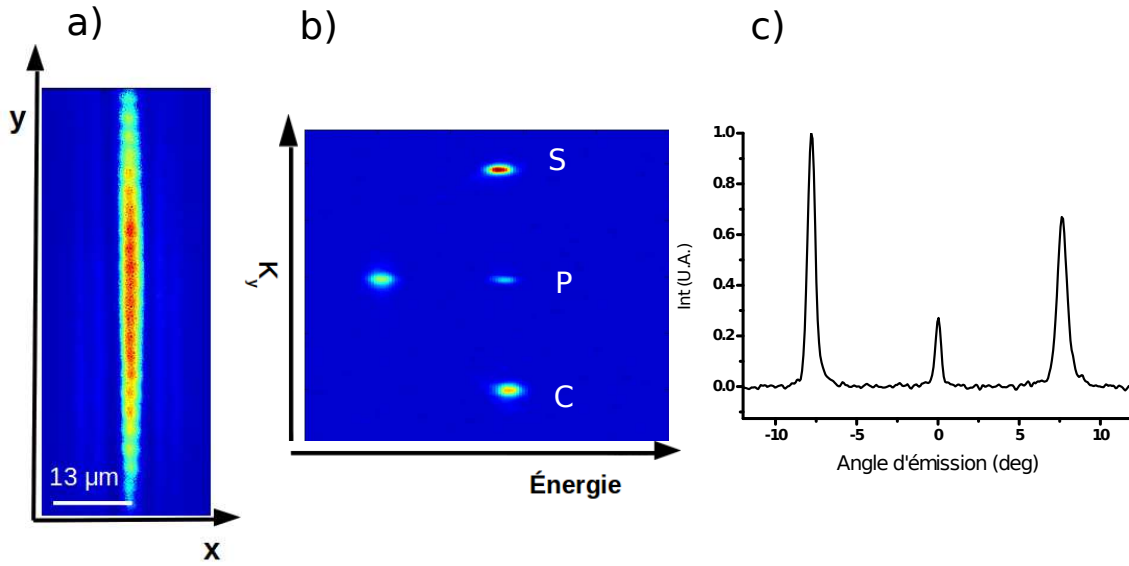 a)
y
13 µm
x
b)
K_y
S
P
C
Énergie
c)
Int (U.A.)
1.0
0.8
0.6
0.4
0.2
0.0
-10
-5
0
5
10
Angle d'émission (deg)